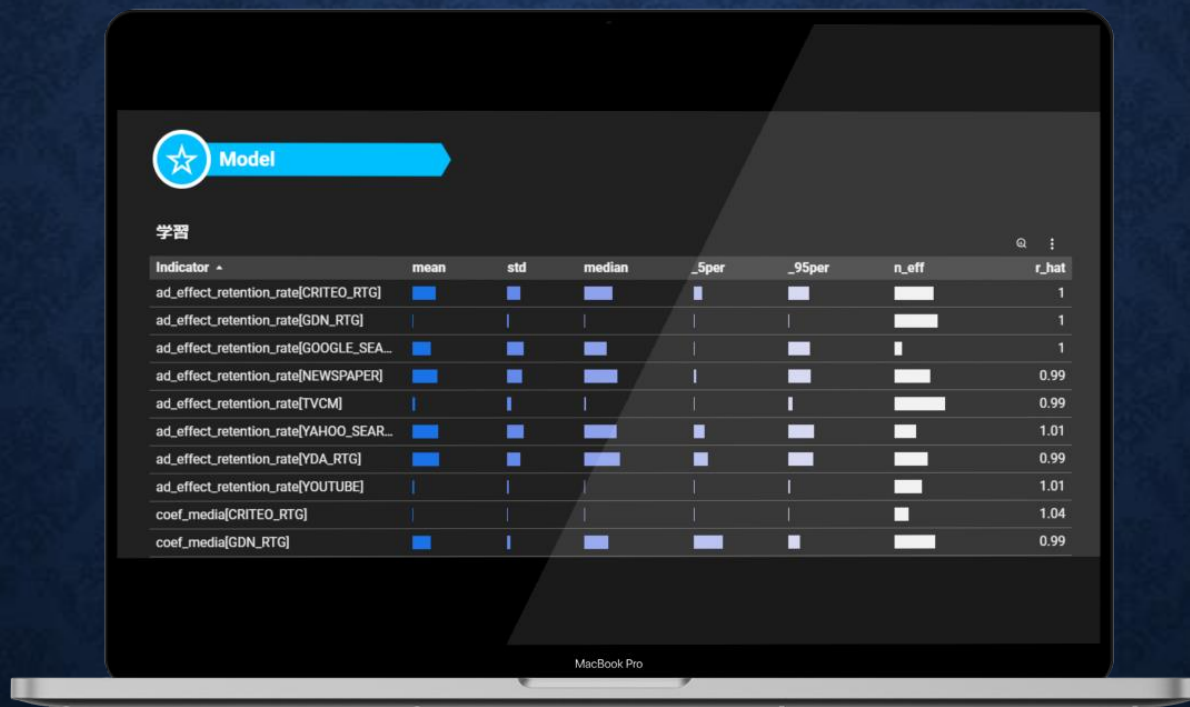 Model
学習
Indicator mean std median _5per _95per n_eff r_hat
ad_effect_retention_rate[CRITEO_RTG] 1
ad_effect_retention_rate[GDN_RTG] 1
ad_effect_retention_rate[GOOGLE_SEA... 1
ad_effect_retention_rate[NEWSPAPER] 0.99
ad_effect_retention_rate[TVCM] 0.99
ad_effect_retention_rate[YAHOO_SEAR... 1.01
ad_effect_retention_rate[YDA_RTG] 0.99
ad_effect_retention_rate[YOUTUBE] 1.01
coef_media[CRITEO_RTG] 1.04
coef_media[GDN_RTG] 0.99
MacBook Pro